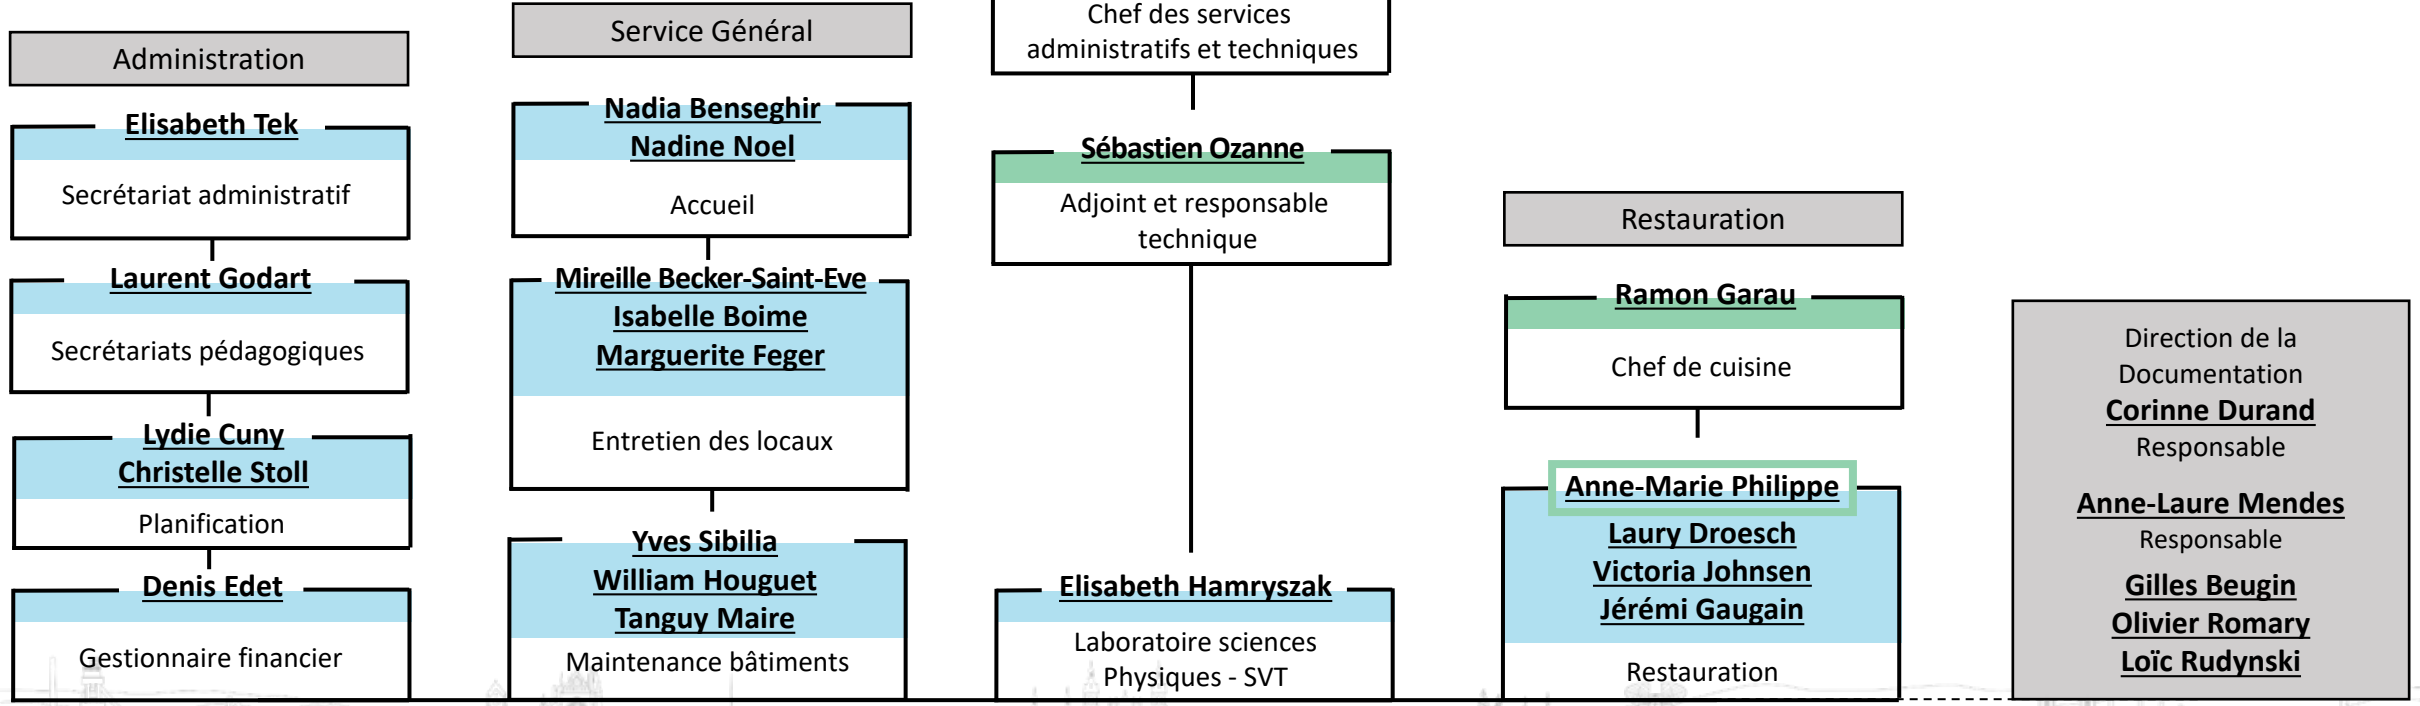 Administration
Elisabeth Tek
Secrétariat administratif
Laurent Godart
Secrétariats pédagogiques
Lydie Cuny
Christelle Stoll
Planification
Denis Edet
Gestionnaire financier
Service Général
Nadia Benseghir
Nadine Noel
Accueil
Mireille Becker-Saint-Eve
Isabelle Boime
Marguerite Feger
Entretien des locaux
Yves Sibilia
William Houguet
Tanguy Maire
Maintenance bâtiments
Chef des services
administratifs et techniques
Sébastien Ozanne
Adjoint et responsable
technique
Elisabeth Hamryszak
Laboratoire sciences
Physiques - SVT
Restauration
Ramon Garau
Chef de cuisine
Anne-Marie Philippe
Laury Droesch
Victoria Johnsen
Jérémi Gaugain
Restauration
Direction de la
Documentation
Corinne Durand
Responsable
Anne-Laure Mendes
Responsable
Gilles Beugin
Olivier Romary
Loïc Rudynski